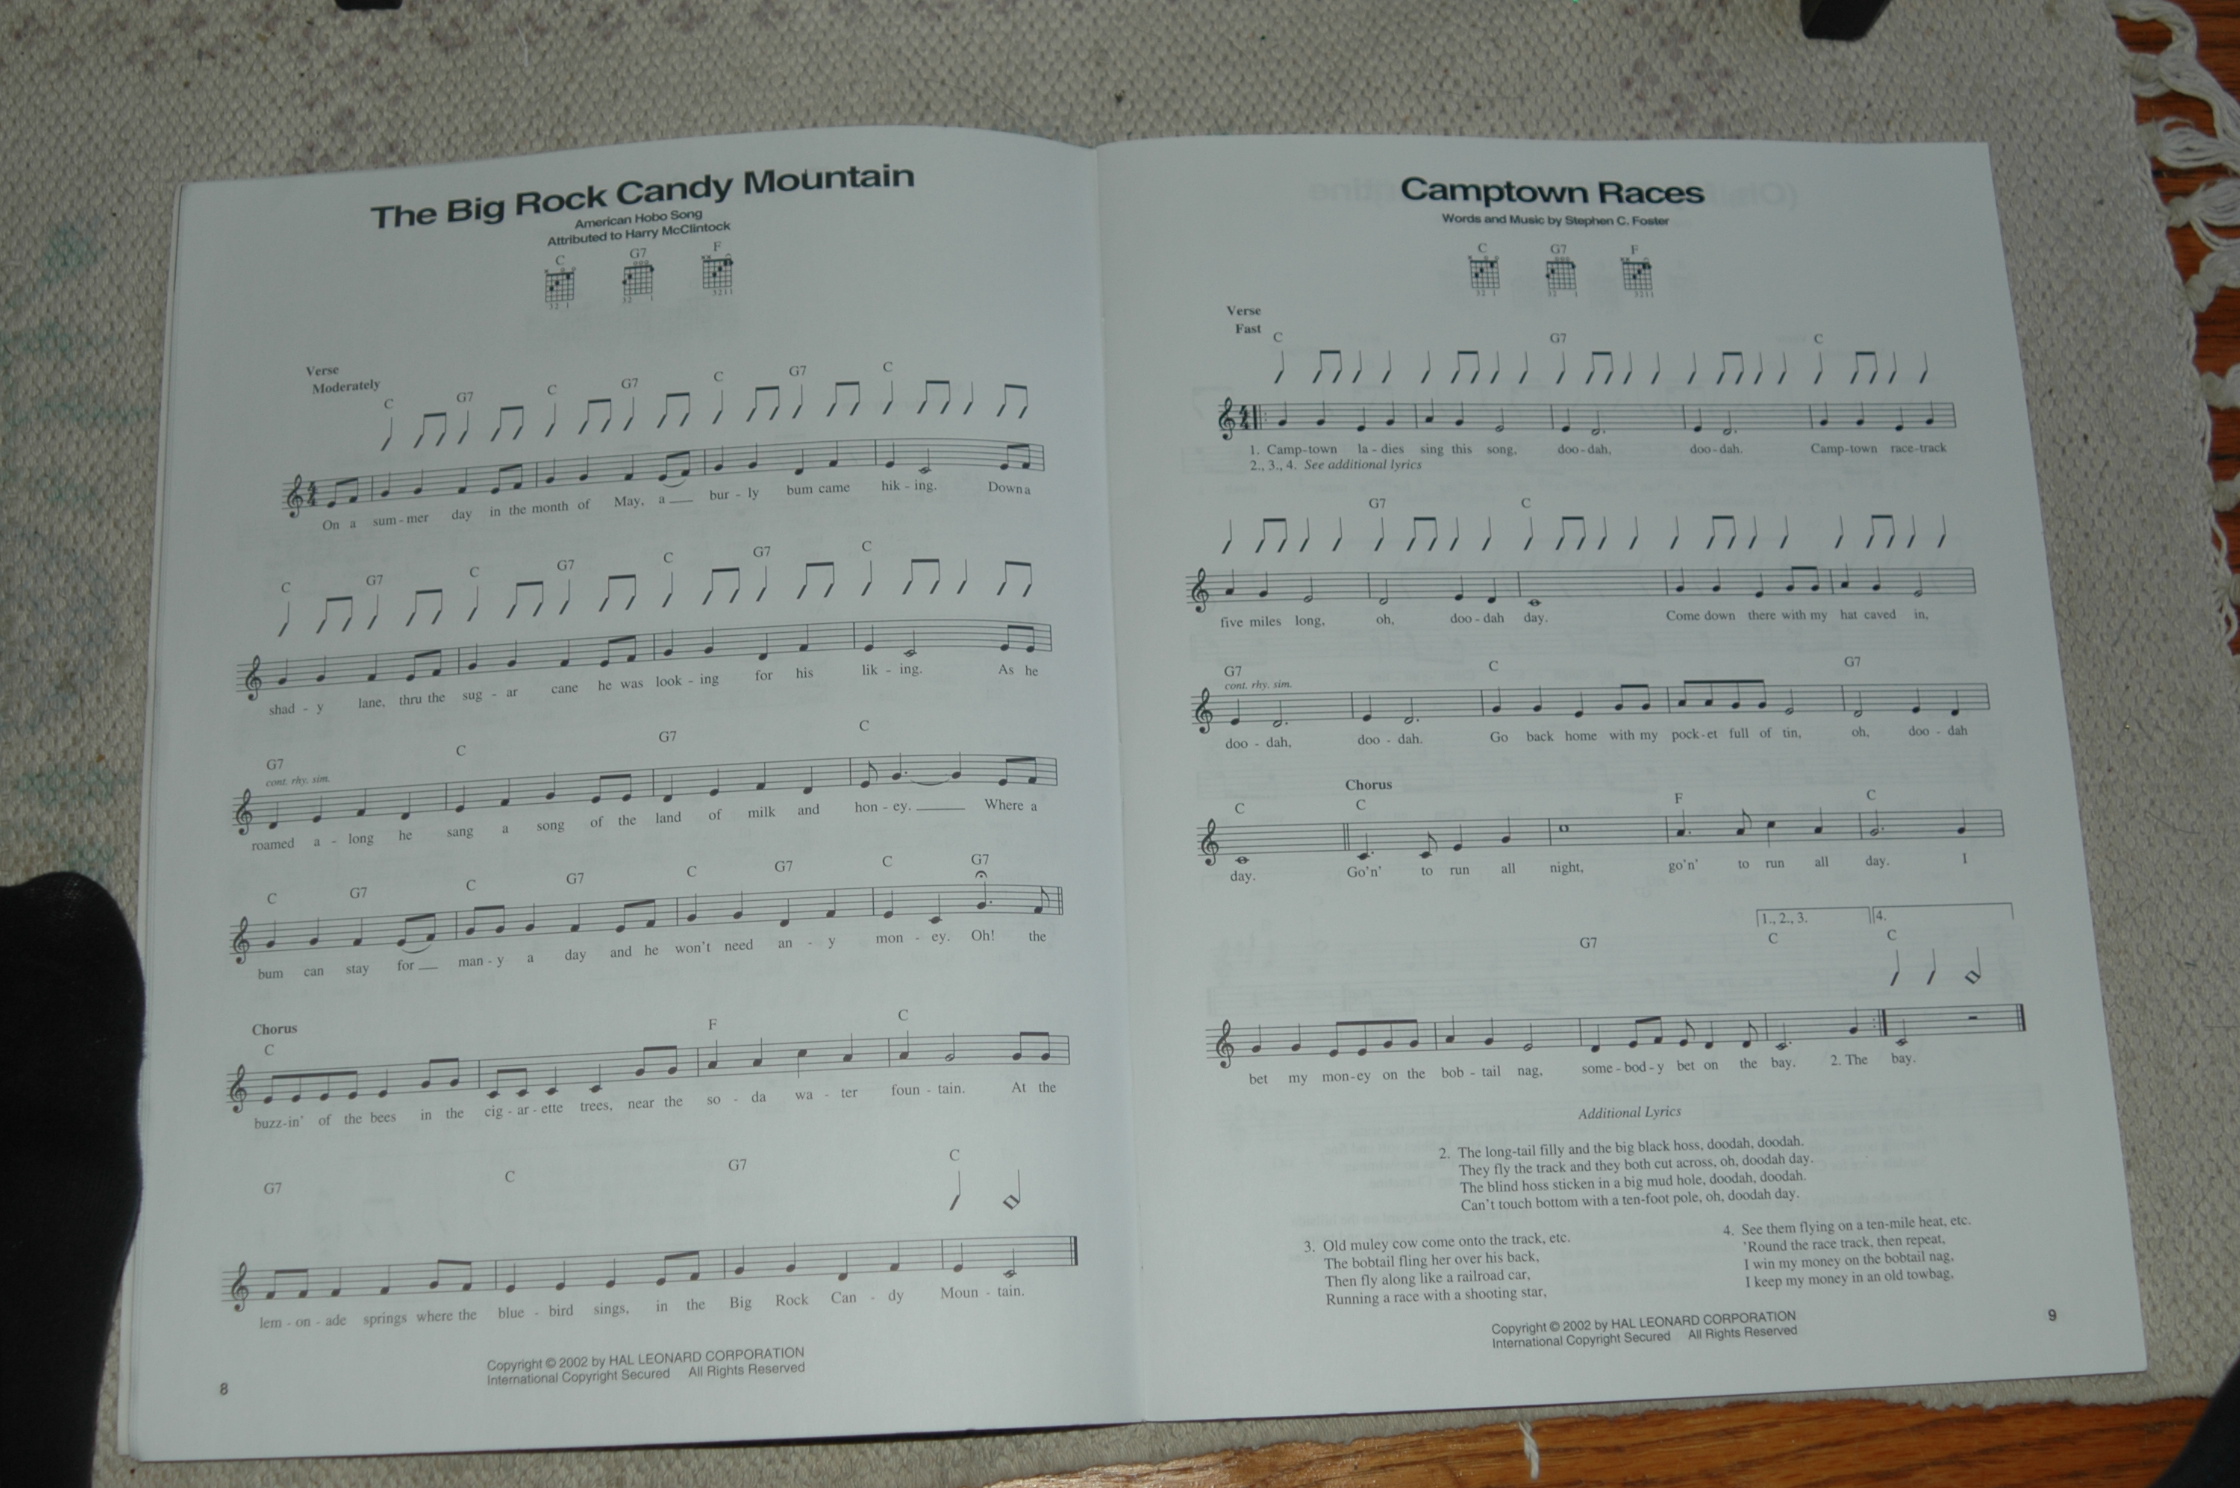 The Big Rock Candy Mountain
American Hobo Song
Attributed to Harry McClintock
C G7 F
32 1 32 1 3211
Verse
Moderately
C G7 C G7 C G7 C
On a sum - mer day in the month of May, a bur - ly bum came hik - ing. Down a
C G7 C G7 C G7 C
shad - y lane, thru the sug - ar cane he was look - ing for his lik - ing. As he
G7 C G7 C
cont. rhy. sim.
roamed a - long he sang a song of the land of milk and hon - ey. Where a
C G7 C G7 C G7 C G7
bum can stay for man - y a day and he won't need an - y mon - ey. Oh! the
Chorus
C F C
buzz-in' of the bees in the cig - ar - ette trees, near the so - da wa - ter foun - tain. At the
G7 C G7 C
lem - on - ade springs where the blue - bird sings, in the Big Rock Can - dy Moun - tain.
Copyright © 2002 by HAL LEONARD CORPORATION
International Copyright Secured All Rights Reserved
8
Camptown Races
Words and Music by Stephen C. Foster
C G7 F
32 1 32 1 3211
Verse
Fast
C G7 C
1. Camp-town la - dies sing this song, doo - dah, doo - dah. Camp-town race-track
2., 3., 4. See additional lyrics
G7 C
five miles long, oh, doo - dah day. Come down there with my hat caved in,
G7 C G7
cont. rhy. sim.
doo - dah, doo - dah. Go back home with my pock-et full of tin, oh, doo - dah
Chorus
C C F C
day. Go'n' to run all night, go'n' to run all day. I
1., 2., 3. 4.
G7 C C
bet my mon-ey on the bob - tail nag, some - bod - y bet on the bay. 2. The bay.
Additional Lyrics
2. The long-tail filly and the big black hoss, doodah, doodah.
They fly the track and they both cut across, oh, doodah day.
The blind hoss sticken in a big mud hole, doodah, doodah.
Can't touch bottom with a ten-foot pole, oh, doodah day.
3. Old muley cow come onto the track, etc.
The bobtail fling her over his back,
Then fly along like a railroad car,
Running a race with a shooting star,
4. See them flying on a ten-mile heat, etc.
'Round the race track, then repeat,
I win my money on the bobtail nag,
I keep my money in an old towbag,
Copyright © 2002 by HAL LEONARD CORPORATION
International Copyright Secured All Rights Reserved
9